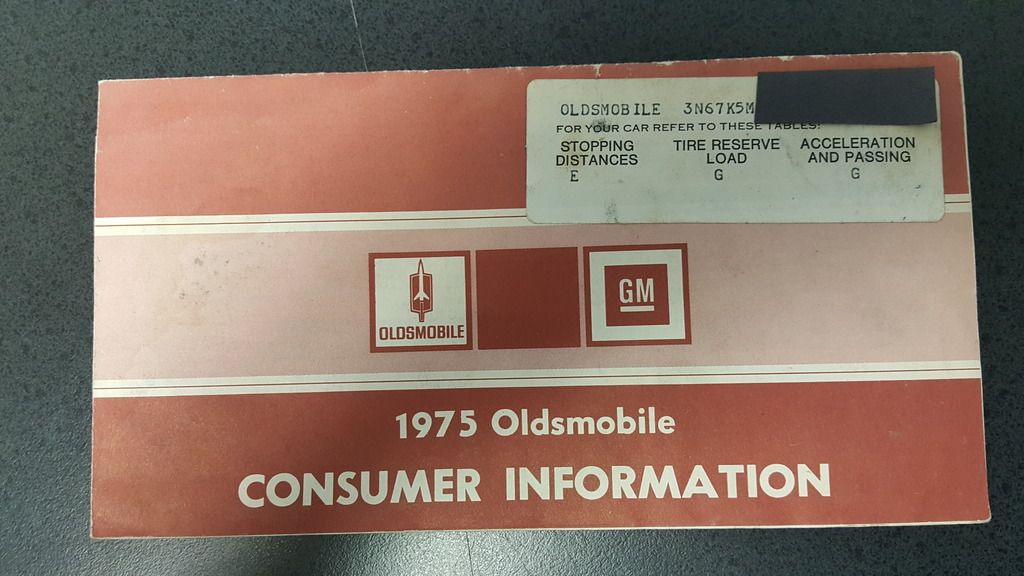 OLDSMOBILE 3N67K5M
FOR YOUR CAR REFER TO THESE TABLES:
STOPPING DISTANCES
TIRE RESERVE LOAD
ACCELERATION AND PASSING
E G G
OLDSMOBILE
GM
1975 Oldsmobile
CONSUMER INFORMATION